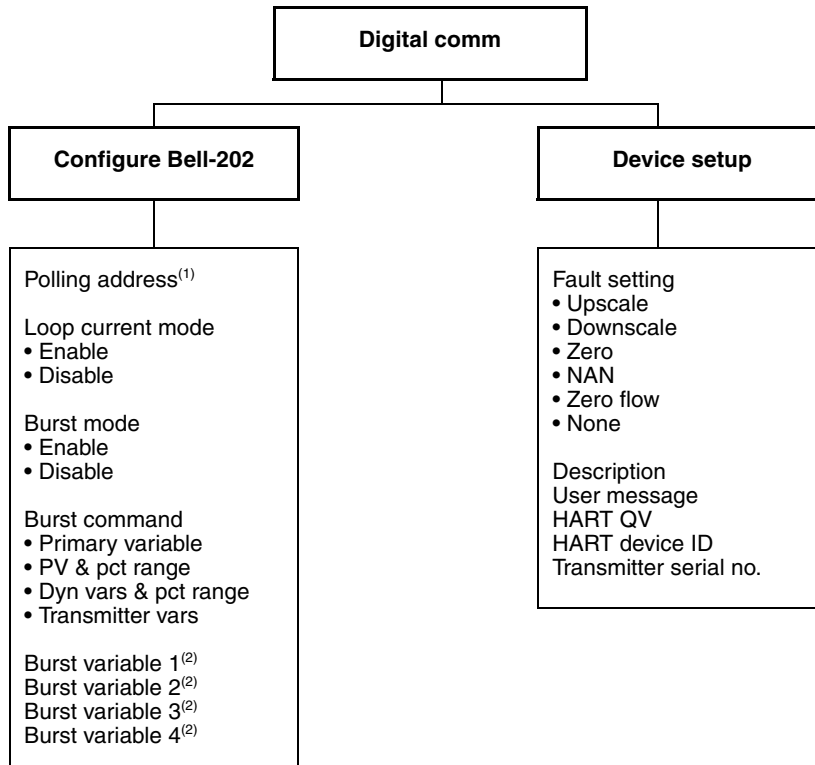 Digital comm
Configure Bell-202
Polling address(1)
Loop current mode
• Enable
• Disable
Burst mode
• Enable
• Disable
Burst command
• Primary variable
• PV & pct range
• Dyn vars & pct range
• Transmitter vars
Burst variable 1(2)
Burst variable 2(2)
Burst variable 3(2)
Burst variable 4(2)
Device setup
Fault setting
• Upscale
• Downscale
• Zero
• NAN
• Zero flow
• None
Description
User message
HART QV
HART device ID
Transmitter serial no.